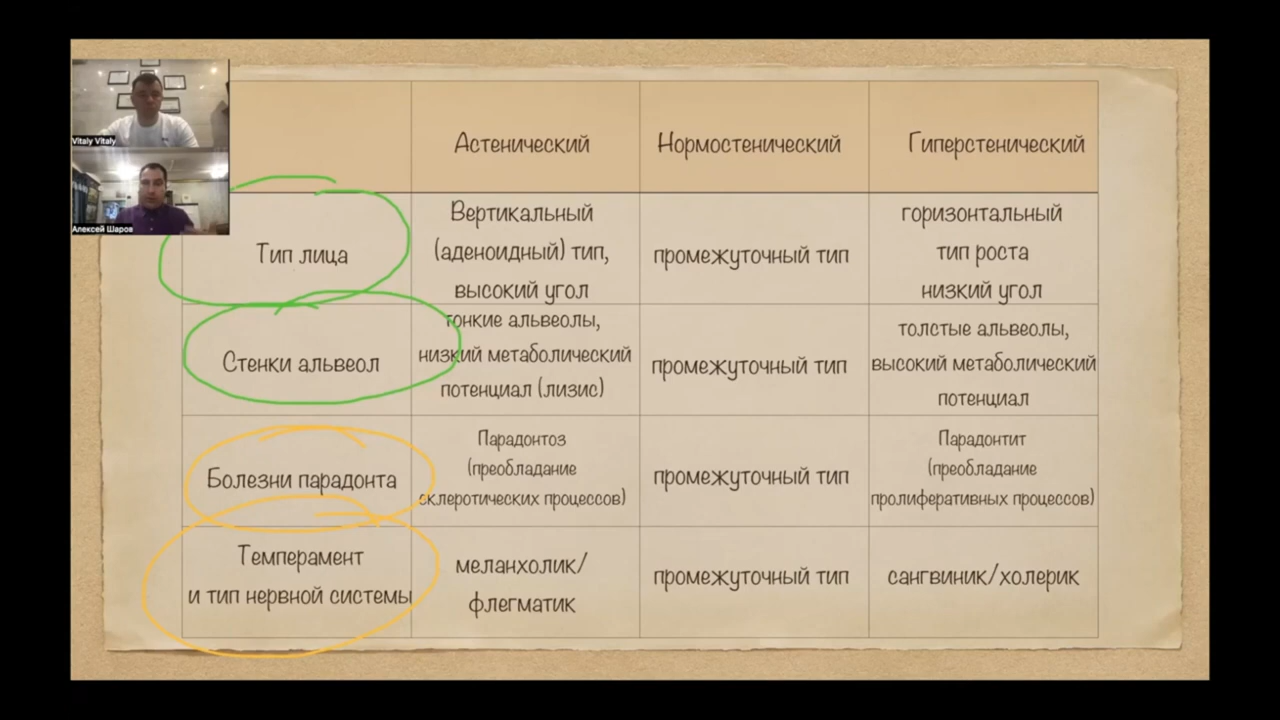 Vitaly Vitaly
Алексей Шаров
Астенический
Нормостенический
Гиперстенический
Тип лица
Вертикальный
(аденоидный) тип,
высокий угол
промежуточный тип
горизонтальный
тип роста
низкий угол
Стенки альвеол
тонкие альвеолы,
низкий метаболический
потенциал (лизис)
промежуточный тип
толстые альвеолы,
высокий метаболический
потенциал
Болезни парадонта
Парадонтоз
(преобладание
склеротических процессов)
промежуточный тип
Парадонтит
(преобладание
пролиферативных процессов)
Темперамент
и тип нервной системы
меланхолик/
флегматик
промежуточный тип
сангвиник/холерик